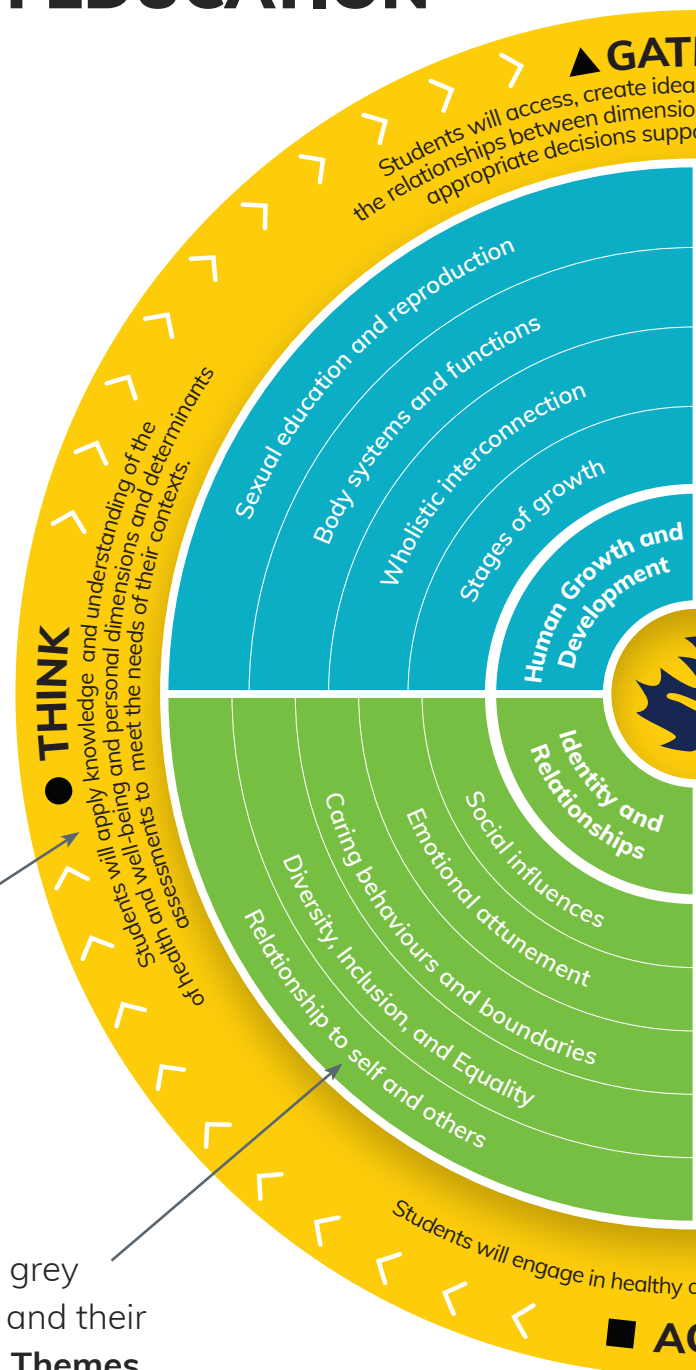 EDUCATION
▲ GAT
Students will access, create idea
the relationships between dimensio
appropriate decisions supp
Sexual education and reproduction
Body systems and functions
Wholistic interconnection
Stages of growth
Human Growth and
Development
● THINK
Students will apply knowledge and understanding of the
of health and well-being and personal dimensions and determinants
assessments to meet the needs of their contexts.
Identity and
Relationships
Social influences
Emotional attunement
Caring behaviours and boundaries
Diversity, Inclusion, and Equality
Relationship to self and others
Students will engage in healthy
■ AC
grey
and their
Themes